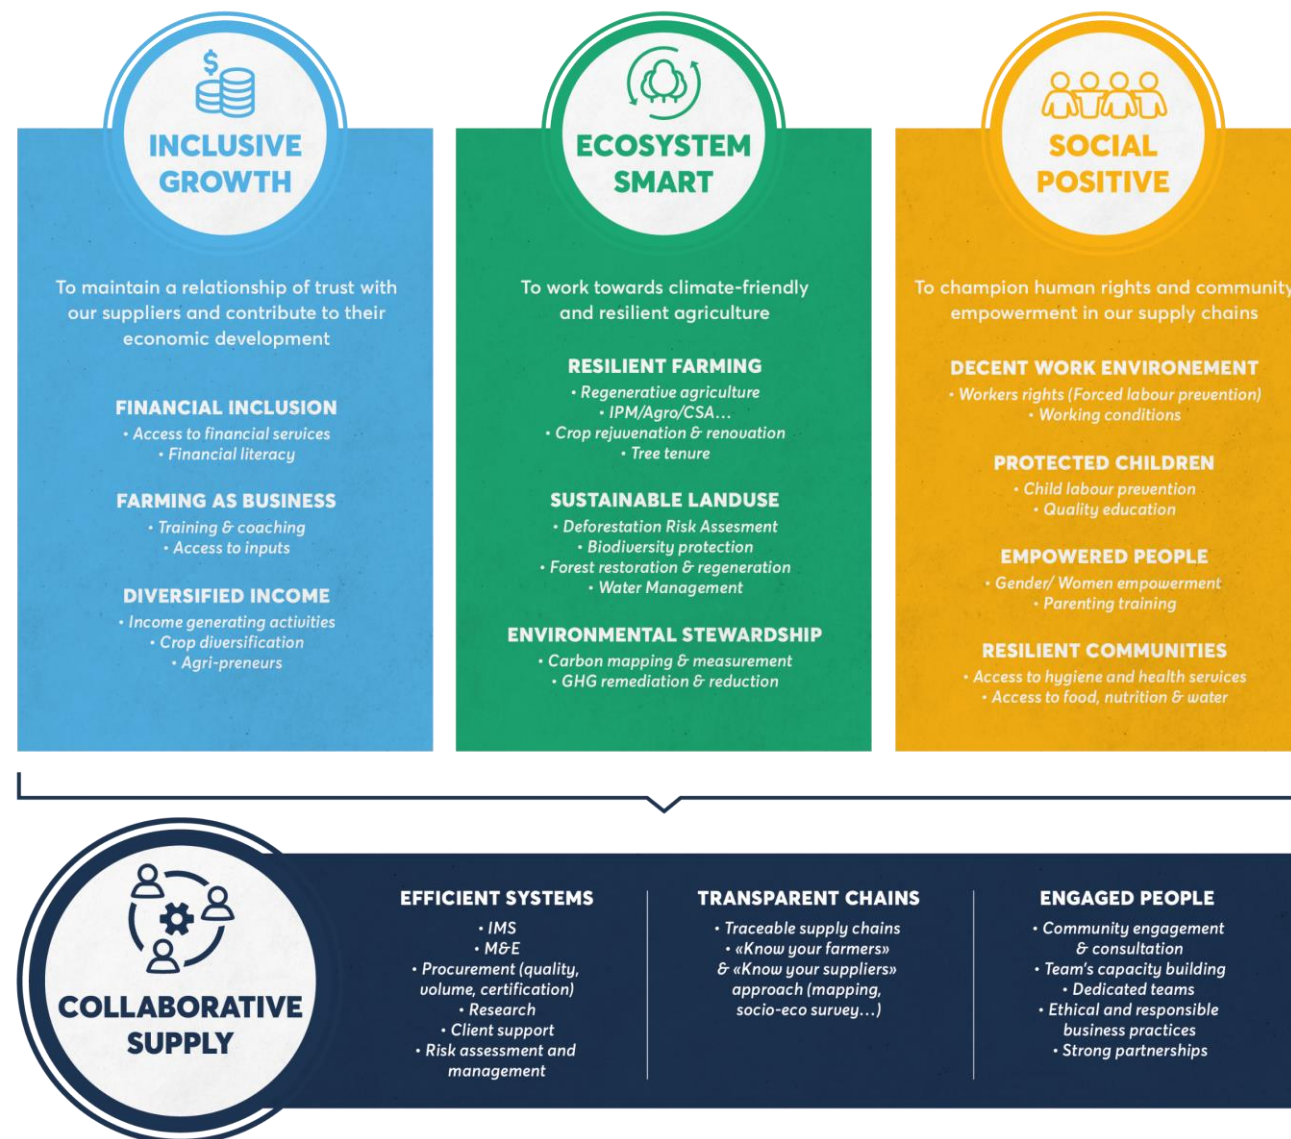 $
INCLUSIVE
GROWTH
To maintain a relationship of trust with
our suppliers and contribute to their
economic development
FINANCIAL INCLUSION
• Access to financial services
• Financial literacy
FARMING AS BUSINESS
• Training & coaching
• Access to inputs
DIVERSIFIED INCOME
• Income generating activities
• Crop diversification
• Agri-preneurs
ECOSYSTEM
SMART
To work towards climate-friendly
and resilient agriculture
RESILIENT FARMING
• Regenerative agriculture
• IPM/Agro/CSA...
• Crop rejuvenation & renovation
• Tree tenure
SUSTAINABLE LANDUSE
• Deforestation Risk Assesment
• Biodiversity protection
• Forest restoration & regeneration
• Water Management
ENVIRONMENTAL STEWARDSHIP
• Carbon mapping & measurement
• GHG remediation & reduction
SOCIAL
POSITIVE
To champion human rights and community
empowerment in our supply chains
DECENT WORK ENVIRONEMENT
• Workers rights (Forced labour prevention)
• Working conditions
PROTECTED CHILDREN
• Child labour prevention
• Quality education
EMPOWERED PEOPLE
• Gender/ Women empowerment
• Parenting training
RESILIENT COMMUNITIES
• Access to hygiene and health services
• Access to food, nutrition & water
COLLABORATIVE
SUPPLY
EFFICIENT SYSTEMS
• IMS
• M&E
• Procurement (quality,
volume, certification)
• Research
• Client support
• Risk assessment and
management
TRANSPARENT CHAINS
• Traceable supply chains
• «Know your farmers»
& «Know your suppliers»
approach (mapping,
socio-eco survey...)
ENGAGED PEOPLE
• Community engagement
& consultation
• Team's capacity building
• Dedicated teams
• Ethical and responsible
business practices
• Strong partnerships